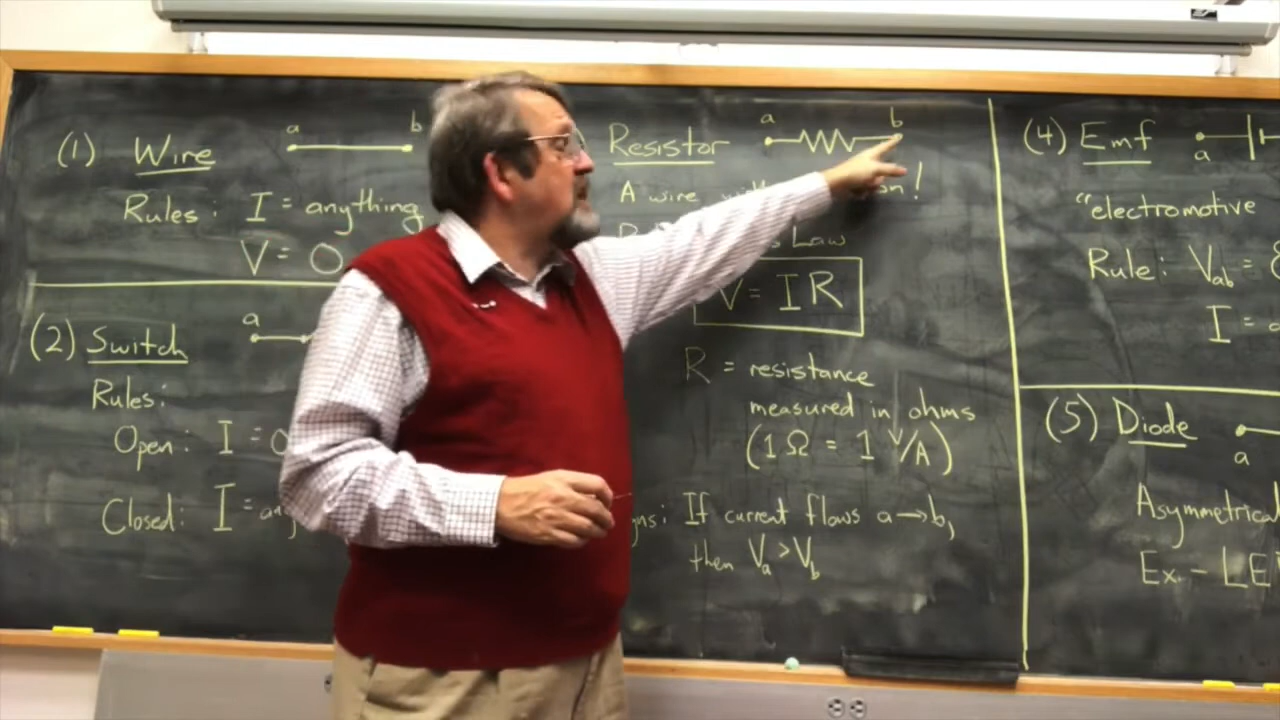 (1) Wire
a b
Rules: I = anything
V = 0
(2) Switch
a
Rules:
Open: I = 0
Closed: I =
Resistor
a b
A wire !
Law
V = IR
R = resistance
measured in ohms
(1 Ω = 1 V/A)
If current flows a→b,
then Va > Vb
(4) Emf
a
"electromotive
Rule: Vab =
I =
(5) Diode
a
Asymmetrical
Ex. - LE